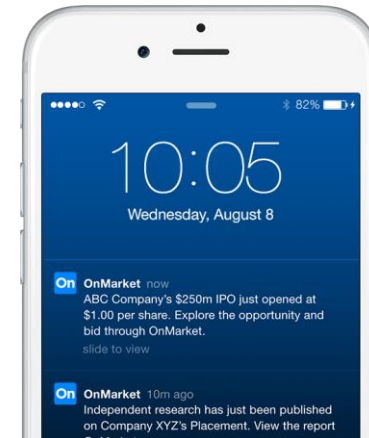 82%
10:05
Wednesday, August 8
On OnMarket now
ABC Company's $250m IPO just opened at
$1.00 per share. Explore the opportunity and
bid through OnMarket.
slide to view
On OnMarket 10m ago
Independent research has just been published
on Company XYZ's Placement. View the report